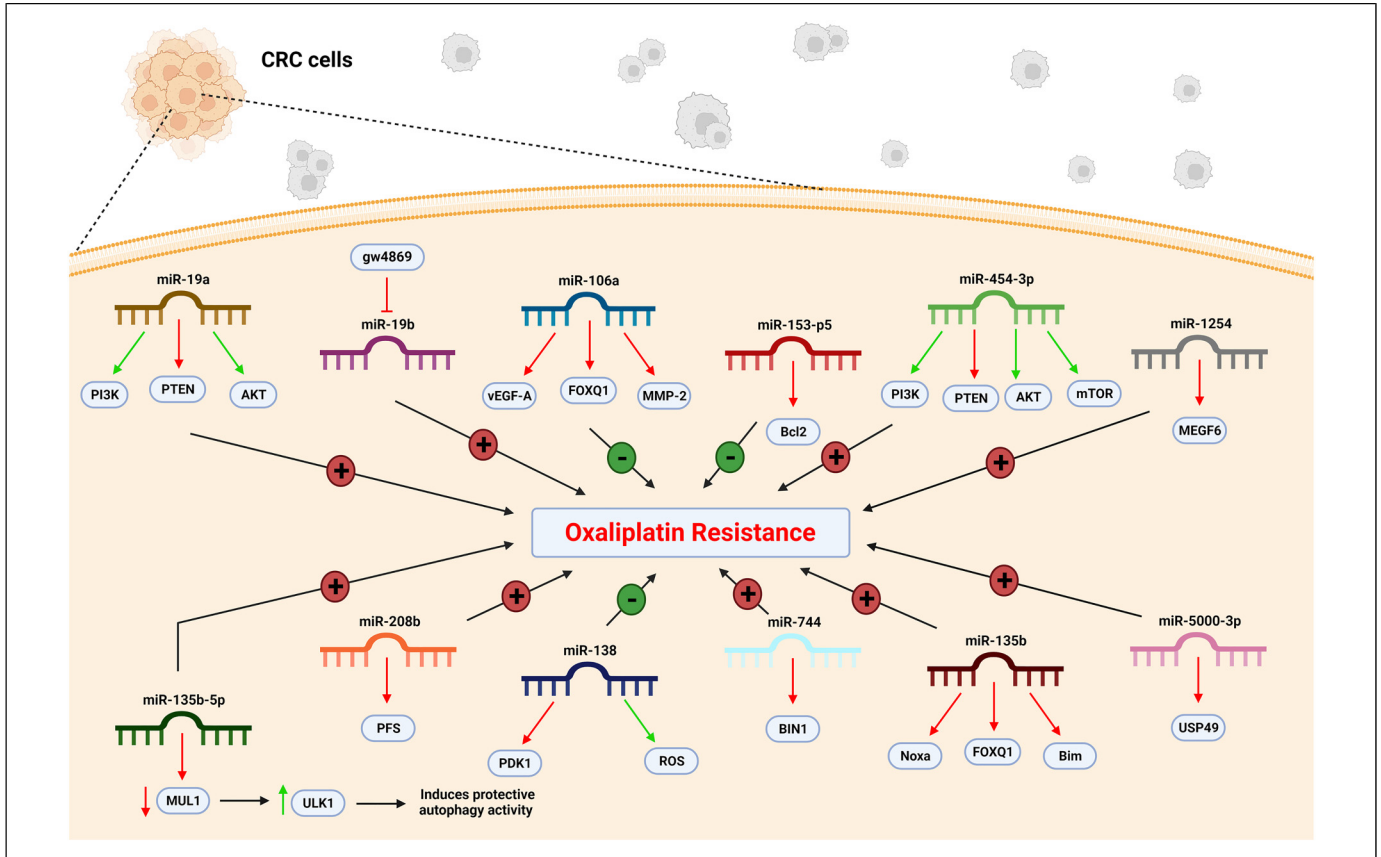 CRC cells
gw4869
miR-19a
miR-19b
miR-106a
miR-153-p5
miR-454-3p
miR-1254
PI3K
PTEN
AKT
vEGF-A
FOXQ1
MMP-2
Bcl2
PI3K
PTEN
AKT
mTOR
MEGF6
+
+
-
-
+
+
Oxaliplatin Resistance
+
+
-
+
+
+
miR-135b-5p
miR-208b
miR-138
miR-744
miR-135b
miR-5000-3p
PFS
PDK1
ROS
BIN1
Noxa
FOXQ1
Bim
USP49
MUL1
ULK1
Induces protective
autophagy activity